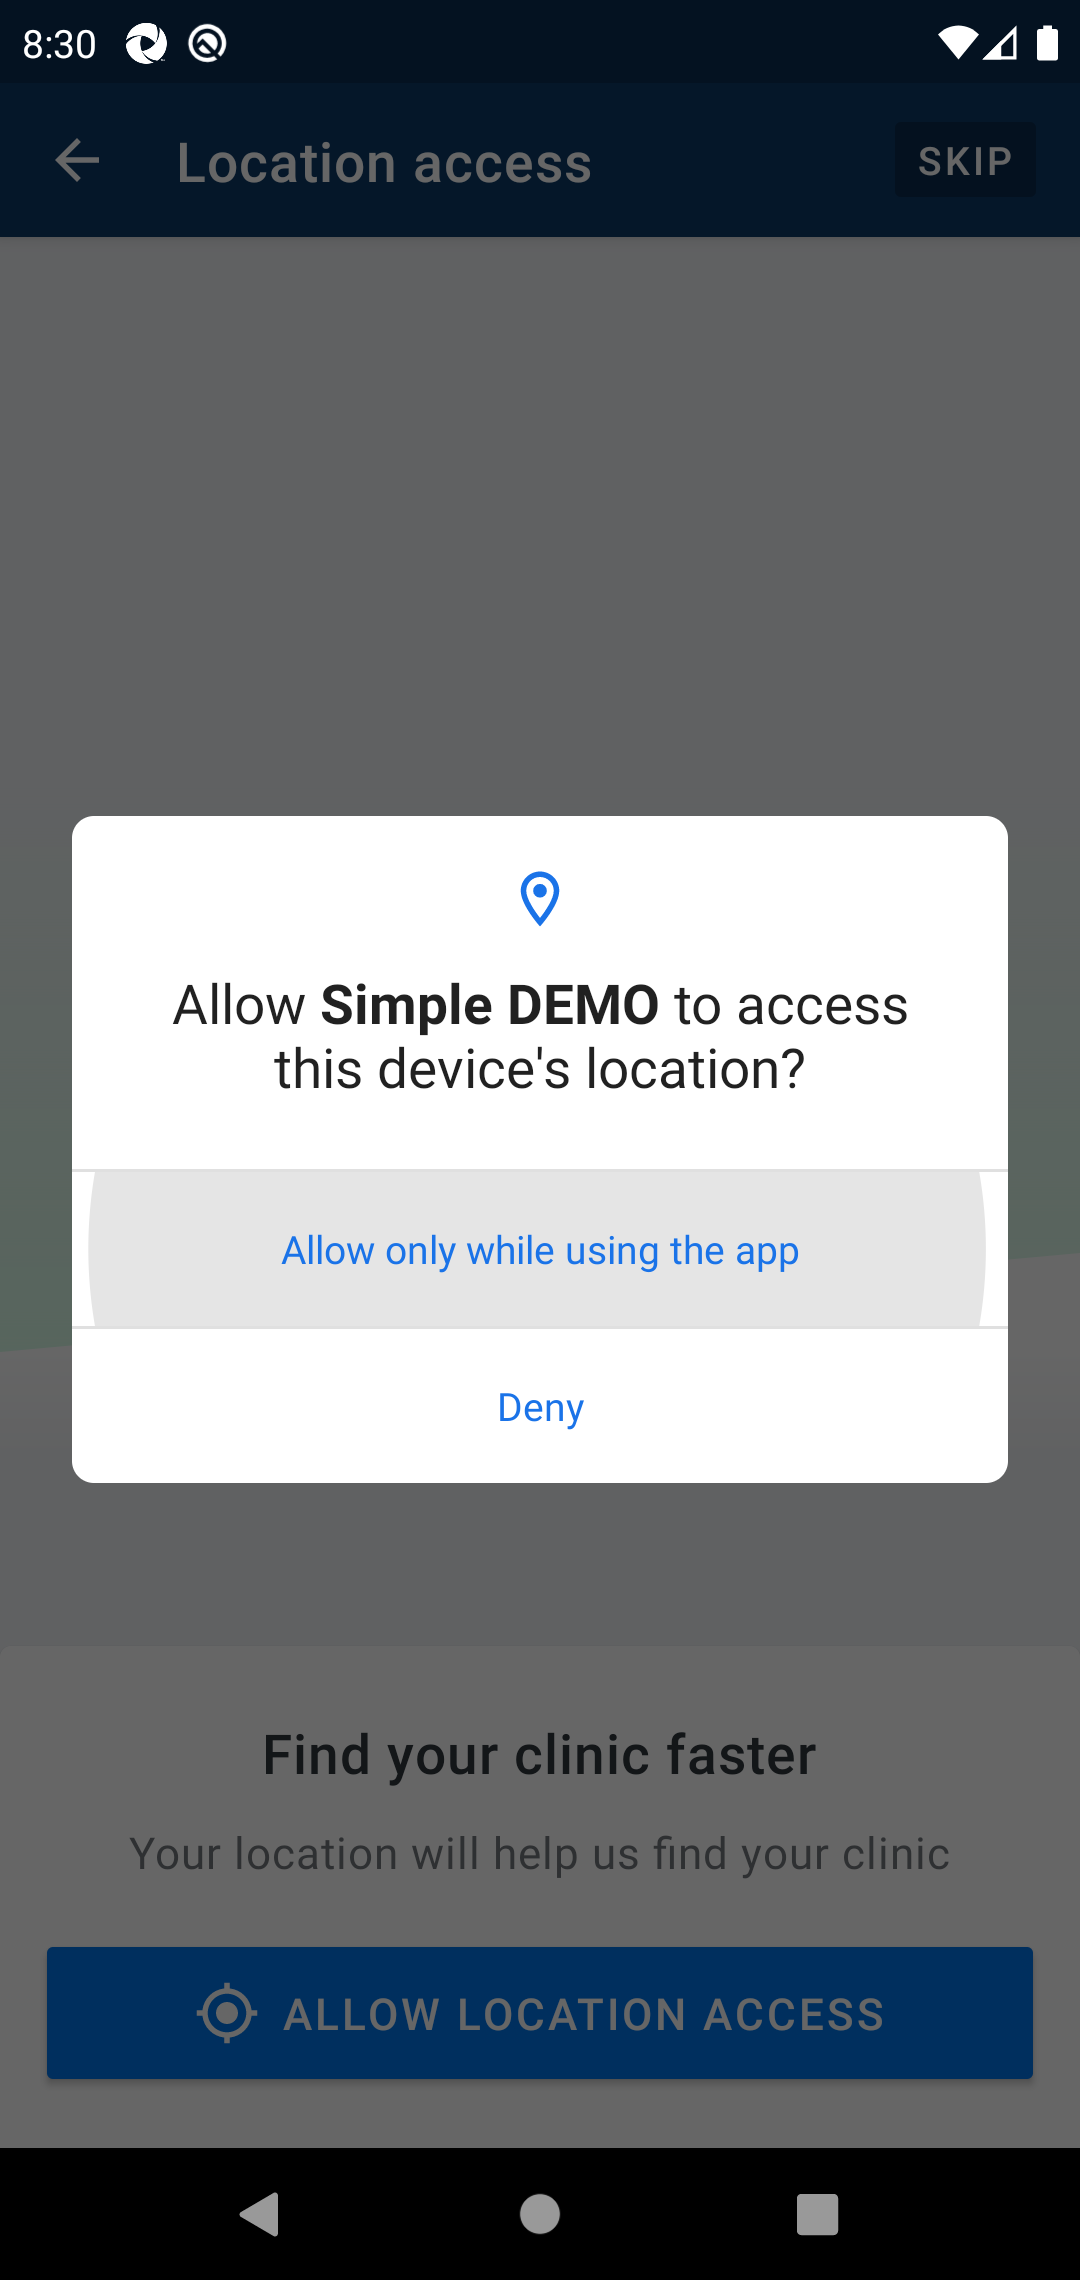 8:30
Location access
SKIP
Allow Simple DEMO to access
this device's location?
Allow only while using the app
Deny
Find your clinic faster
Your location will help us find your clinic
ALLOW LOCATION ACCESS